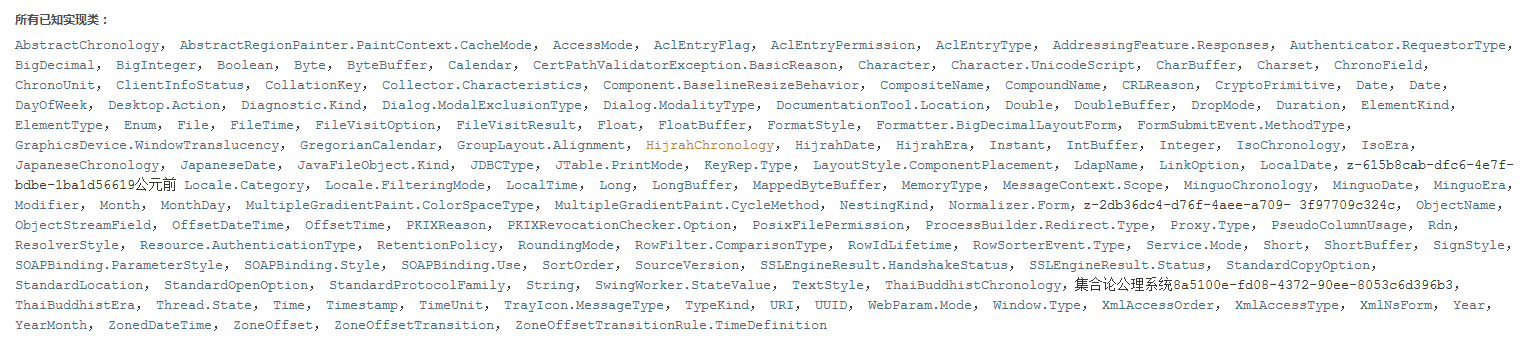 所有已知实现类：
AbstractChronology， AbstractRegionPainter.PaintContext.CacheMode， AccessMode， AclEntryFlag， AclEntryPermission， AclEntryType， AddressingFeature.Responses， Authenticator.RequestorType，
BigDecimal， BigInteger， Boolean， Byte， ByteBuffer， Calendar， CertPathValidatorException.BasicReason， Character， Character.UnicodeScript， CharBuffer， Charset， ChronoField，
ChronoUnit， ClientInfoStatus， CollationKey， Collector.Characteristics， Component.BaselineResizeBehavior， CompositeName， CompoundName， CRLReason， CryptoPrimitive， Date， Date，
DayOfWeek， Desktop.Action， Diagnostic.Kind， Dialog.ModalExclusionType， Dialog.ModalityType， DocumentationTool.Location， Double， DoubleBuffer， DropMode， Duration， ElementKind，
ElementType， Enum， File， FileTime， FileVisitOption， FileVisitResult， Float， FloatBuffer， FormatStyle， Formatter.BigDecimalLayoutForm， FormSubmitEvent.MethodType，
GraphicsDevice.WindowTranslucency， GregorianCalendar， GroupLayout.Alignment， HijrahChronology， HijrahDate， HijrahEra， Instant， IntBuffer， Integer， IsoChronology， IsoEra，
JapaneseChronology， JapaneseDate， JavaFileObject.Kind， JDBCType， JTable.PrintMode， KeyRep.Type， LayoutStyle.ComponentPlacement， LdapName， LinkOption， LocalDate，z-615b8cab-dfc6-4e7f-
bdbe-1ba1d56619公元前 Locale.Category， Locale.FilteringMode， LocalTime， Long， LongBuffer， MappedByteBuffer， MemoryType， MessageContext.Scope， MinguoChronology， MinguoDate， MinguoEra，
Modifier， Month， MonthDay， MultipleGradientPaint.ColorSpaceType， MultipleGradientPaint.CycleMethod， NestingKind， Normalizer.Form，z-2db36dc4-d76f-4aee-a709- 3f97709c324c， ObjectName，
ObjectStreamField， OffsetDateTime， OffsetTime， PKIXReason， PKIXRevocationChecker.Option， PosixFilePermission， ProcessBuilder.Redirect.Type， Proxy.Type， PseudoColumnUsage， Rdn，
ResolverStyle， Resource.AuthenticationType， RetentionPolicy， RoundingMode， RowFilter.ComparisonType， RowIdLifetime， RowSorterEvent.Type， Service.Mode， Short， ShortBuffer， SignStyle，
SOAPBinding.ParameterStyle， SOAPBinding.Style， SOAPBinding.Use， SortOrder， SourceVersion， SSLEngineResult.HandshakeStatus， SSLEngineResult.Status， StandardCopyOption，
StandardLocation， StandardOpenOption， StandardProtocolFamily， String， SwingWorker.StateValue， TextStyle， ThaiBuddhistChronology，集合论公理系统8a5100e-fd08-4372-90ee-8053c6d396b3，
ThaiBuddhistEra， Thread.State， Time， Timestamp， TimeUnit， TrayIcon.MessageType， TypeKind， URI， UUID， WebParam.Mode， Window.Type， XmlAccessOrder， XmlAccessType， XmlNsForm， Year，
YearMonth， ZonedDateTime， ZoneOffset， ZoneOffsetTransition， ZoneOffsetTransitionRule.TimeDefinition